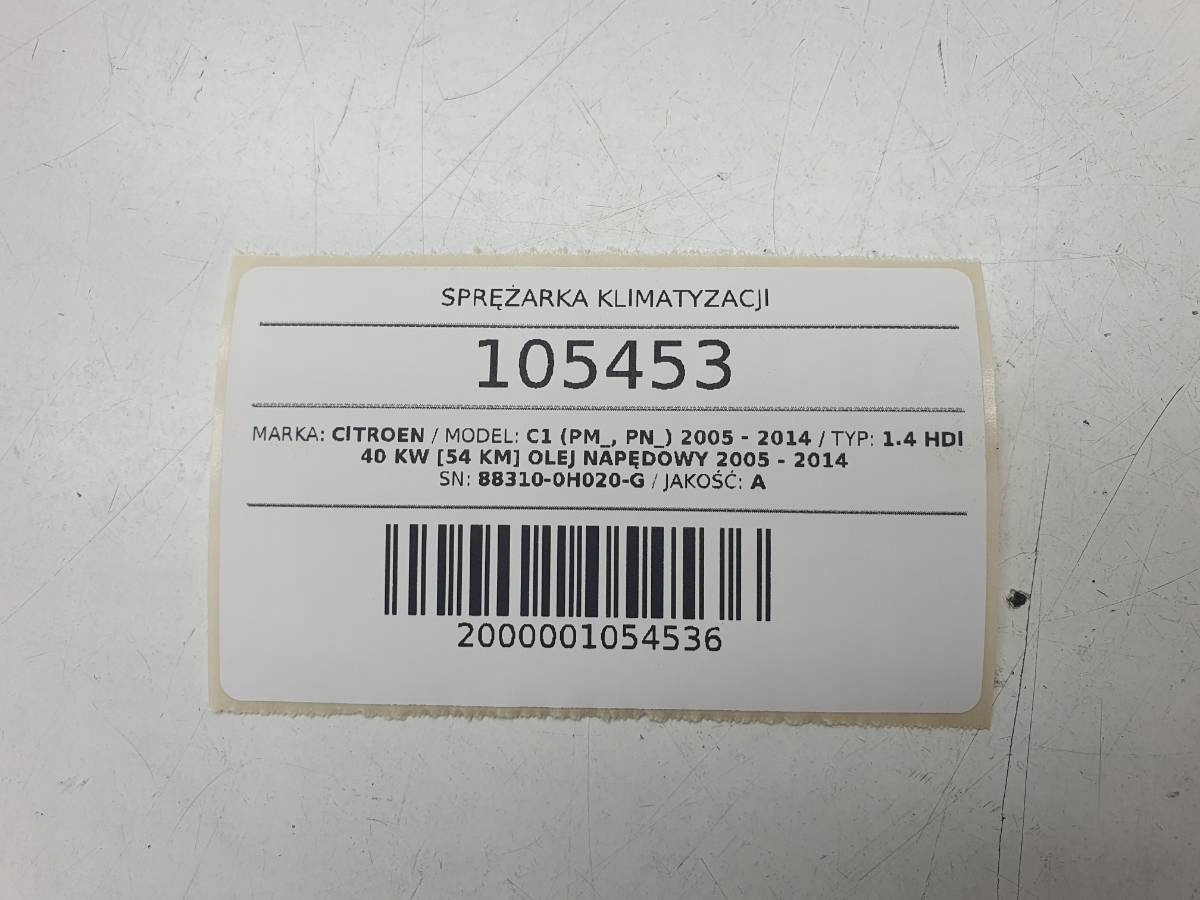 SPRĘŻARKA KLIMATYZACJI
105453
MARKA: CITROEN / MODEL: C1 (PM_, PN_) 2005 - 2014 / TYP: 1.4 HDI
40 KW [54 KM] OLEJ NAPĘDOWY 2005 - 2014
SN: 88310-0H020-G / JAKOŚĆ: A
2000001054536